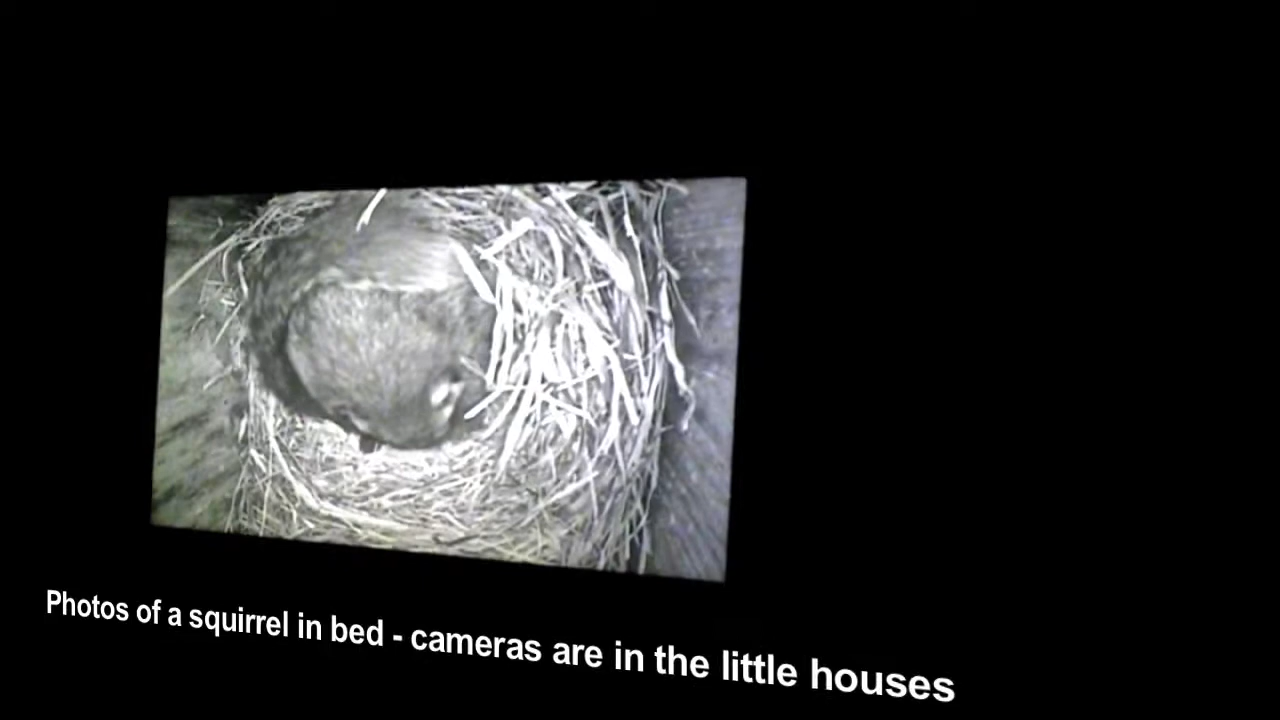 Photos of a squirrel in bed - cameras are in the little houses